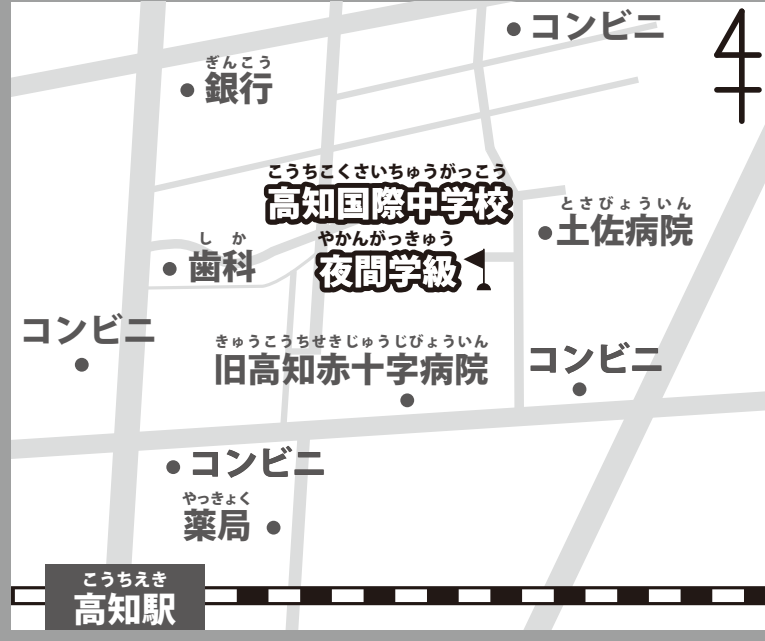 コンビニ
ぎんこう
銀行
こうちこくさいちゅうがっこう
高知国際中学校
やかんがっきゅう
夜間学級
とさびょういん
土佐病院
しか
歯科
コンビニ
きゅうこうちせきじゅうじびょういん
旧高知赤十字病院
コンビニ
コンビニ
やっきょく
薬局
こうちえき
高知駅